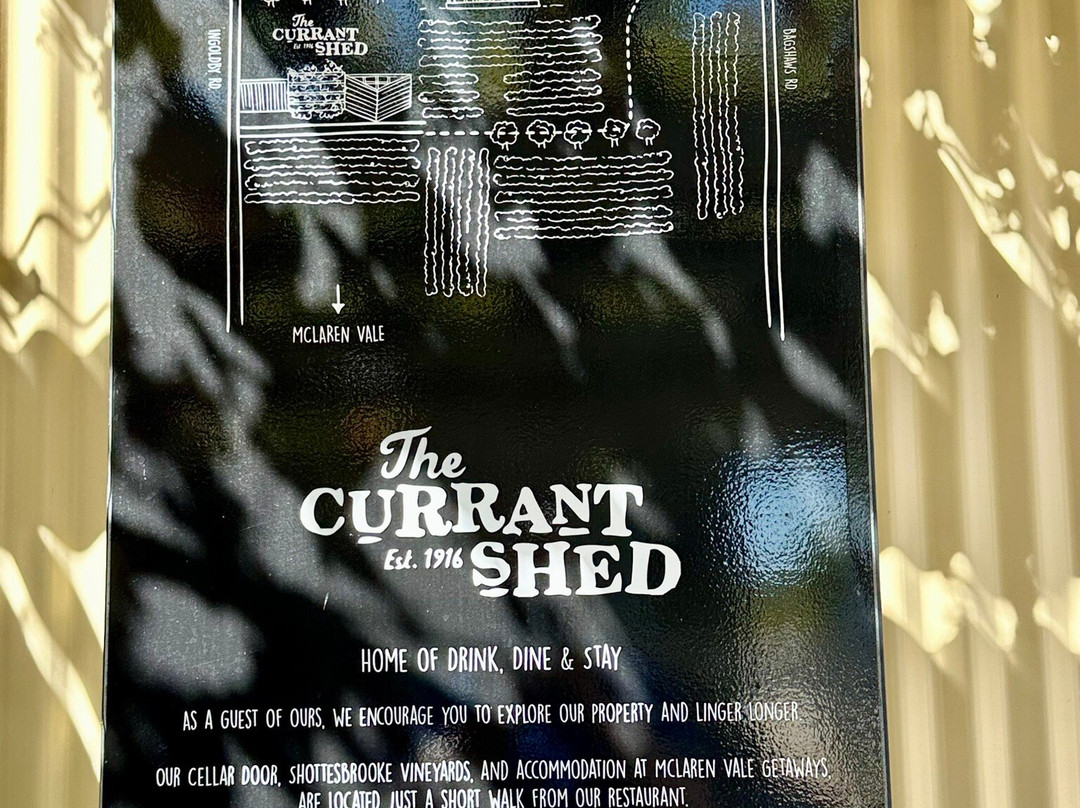 The
CURRANT
Est. 1916 SHED
INGOLDBY RD
BAGSHAWS RD
MCLAREN VALE
The
CURRANT
Est. 1916 SHED
HOME OF DRINK, DINE & STAY
AS A GUEST OF OURS, WE ENCOURAGE YOU TO EXPLORE OUR PROPERTY AND LINGER LONGER.
OUR CELLAR DOOR, SHOTTESBROOKE VINEYARDS, AND ACCOMMODATION AT MCLAREN VALE GETAWAYS,
ARE LOCATED JUST A SHORT WALK FROM OUR RESTAURANT.